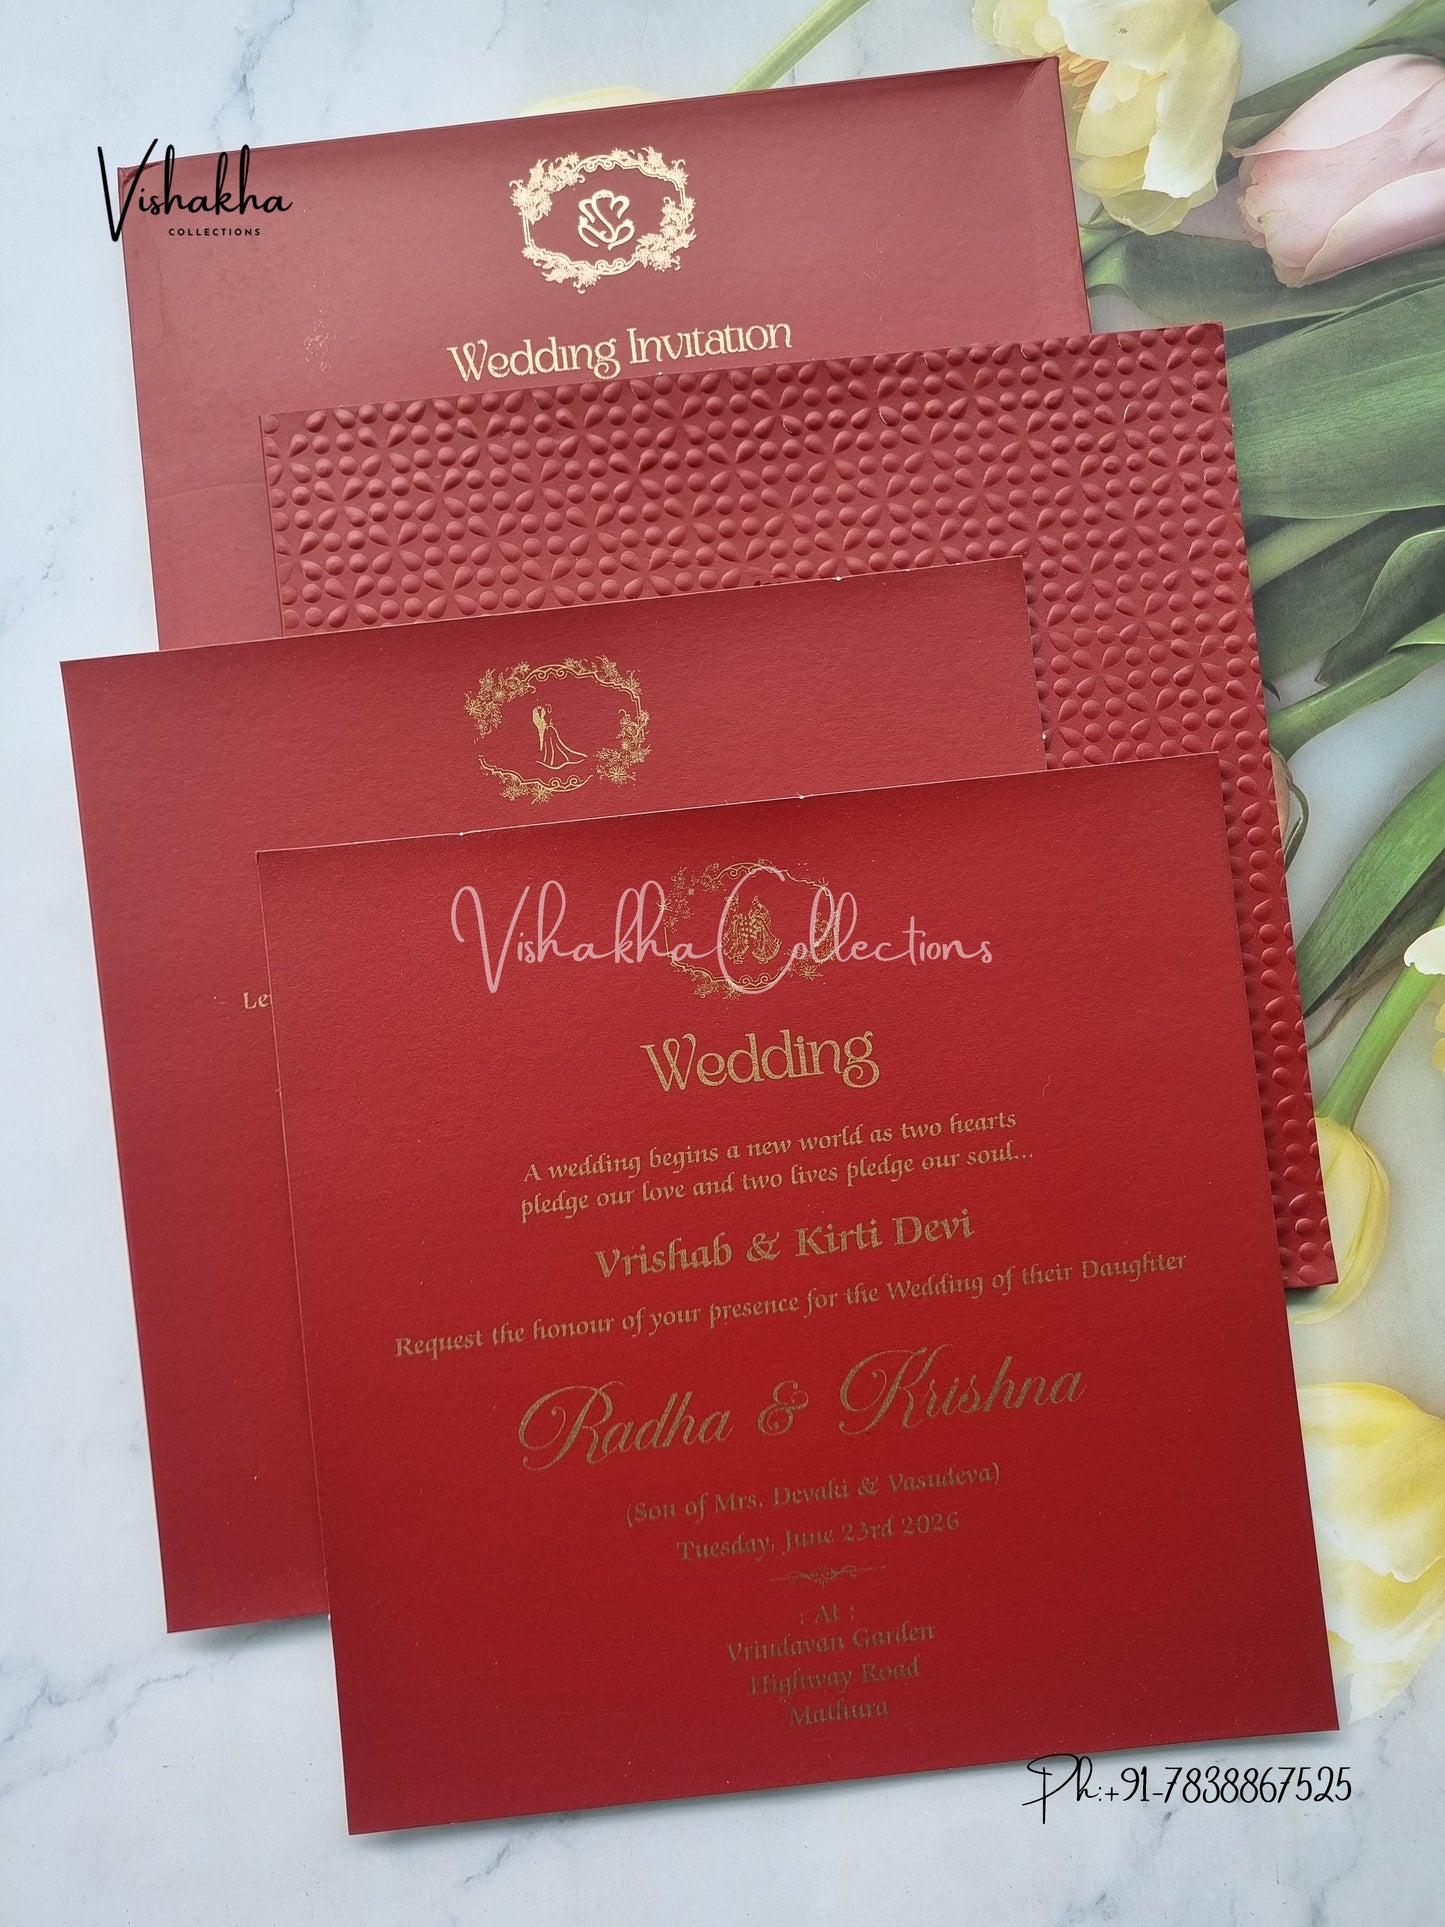 Vishakha
COLLECTIONS
Wedding Invitation
Le
Vishakha Collections
Wedding
A wedding begins a new world as two hearts
pledge our love and two lives pledge our soul...
Vrishab & Kirti Devi
Request the honour of your presence for the Wedding of their Daughter
Radha & Krishna
(Son of Mrs. Devaki & Vasudeva)
Tuesday, June 23rd 2026
: At :
Vrindavan Garden
Highway Road
Mathura
Ph.:+91-7838867525